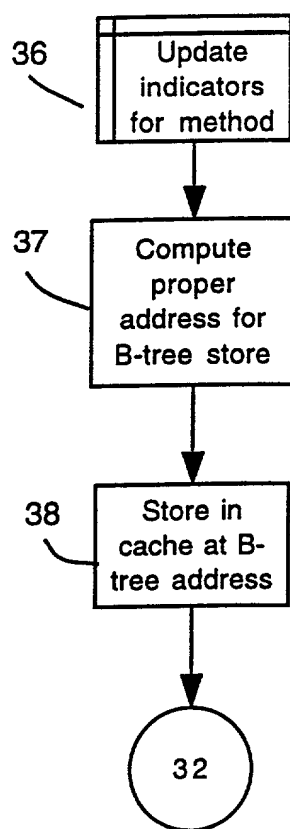 36
Update
indicators
for method
37
Compute
proper
address for
B-tree store
38
Store in
cache at B-
tree address
32